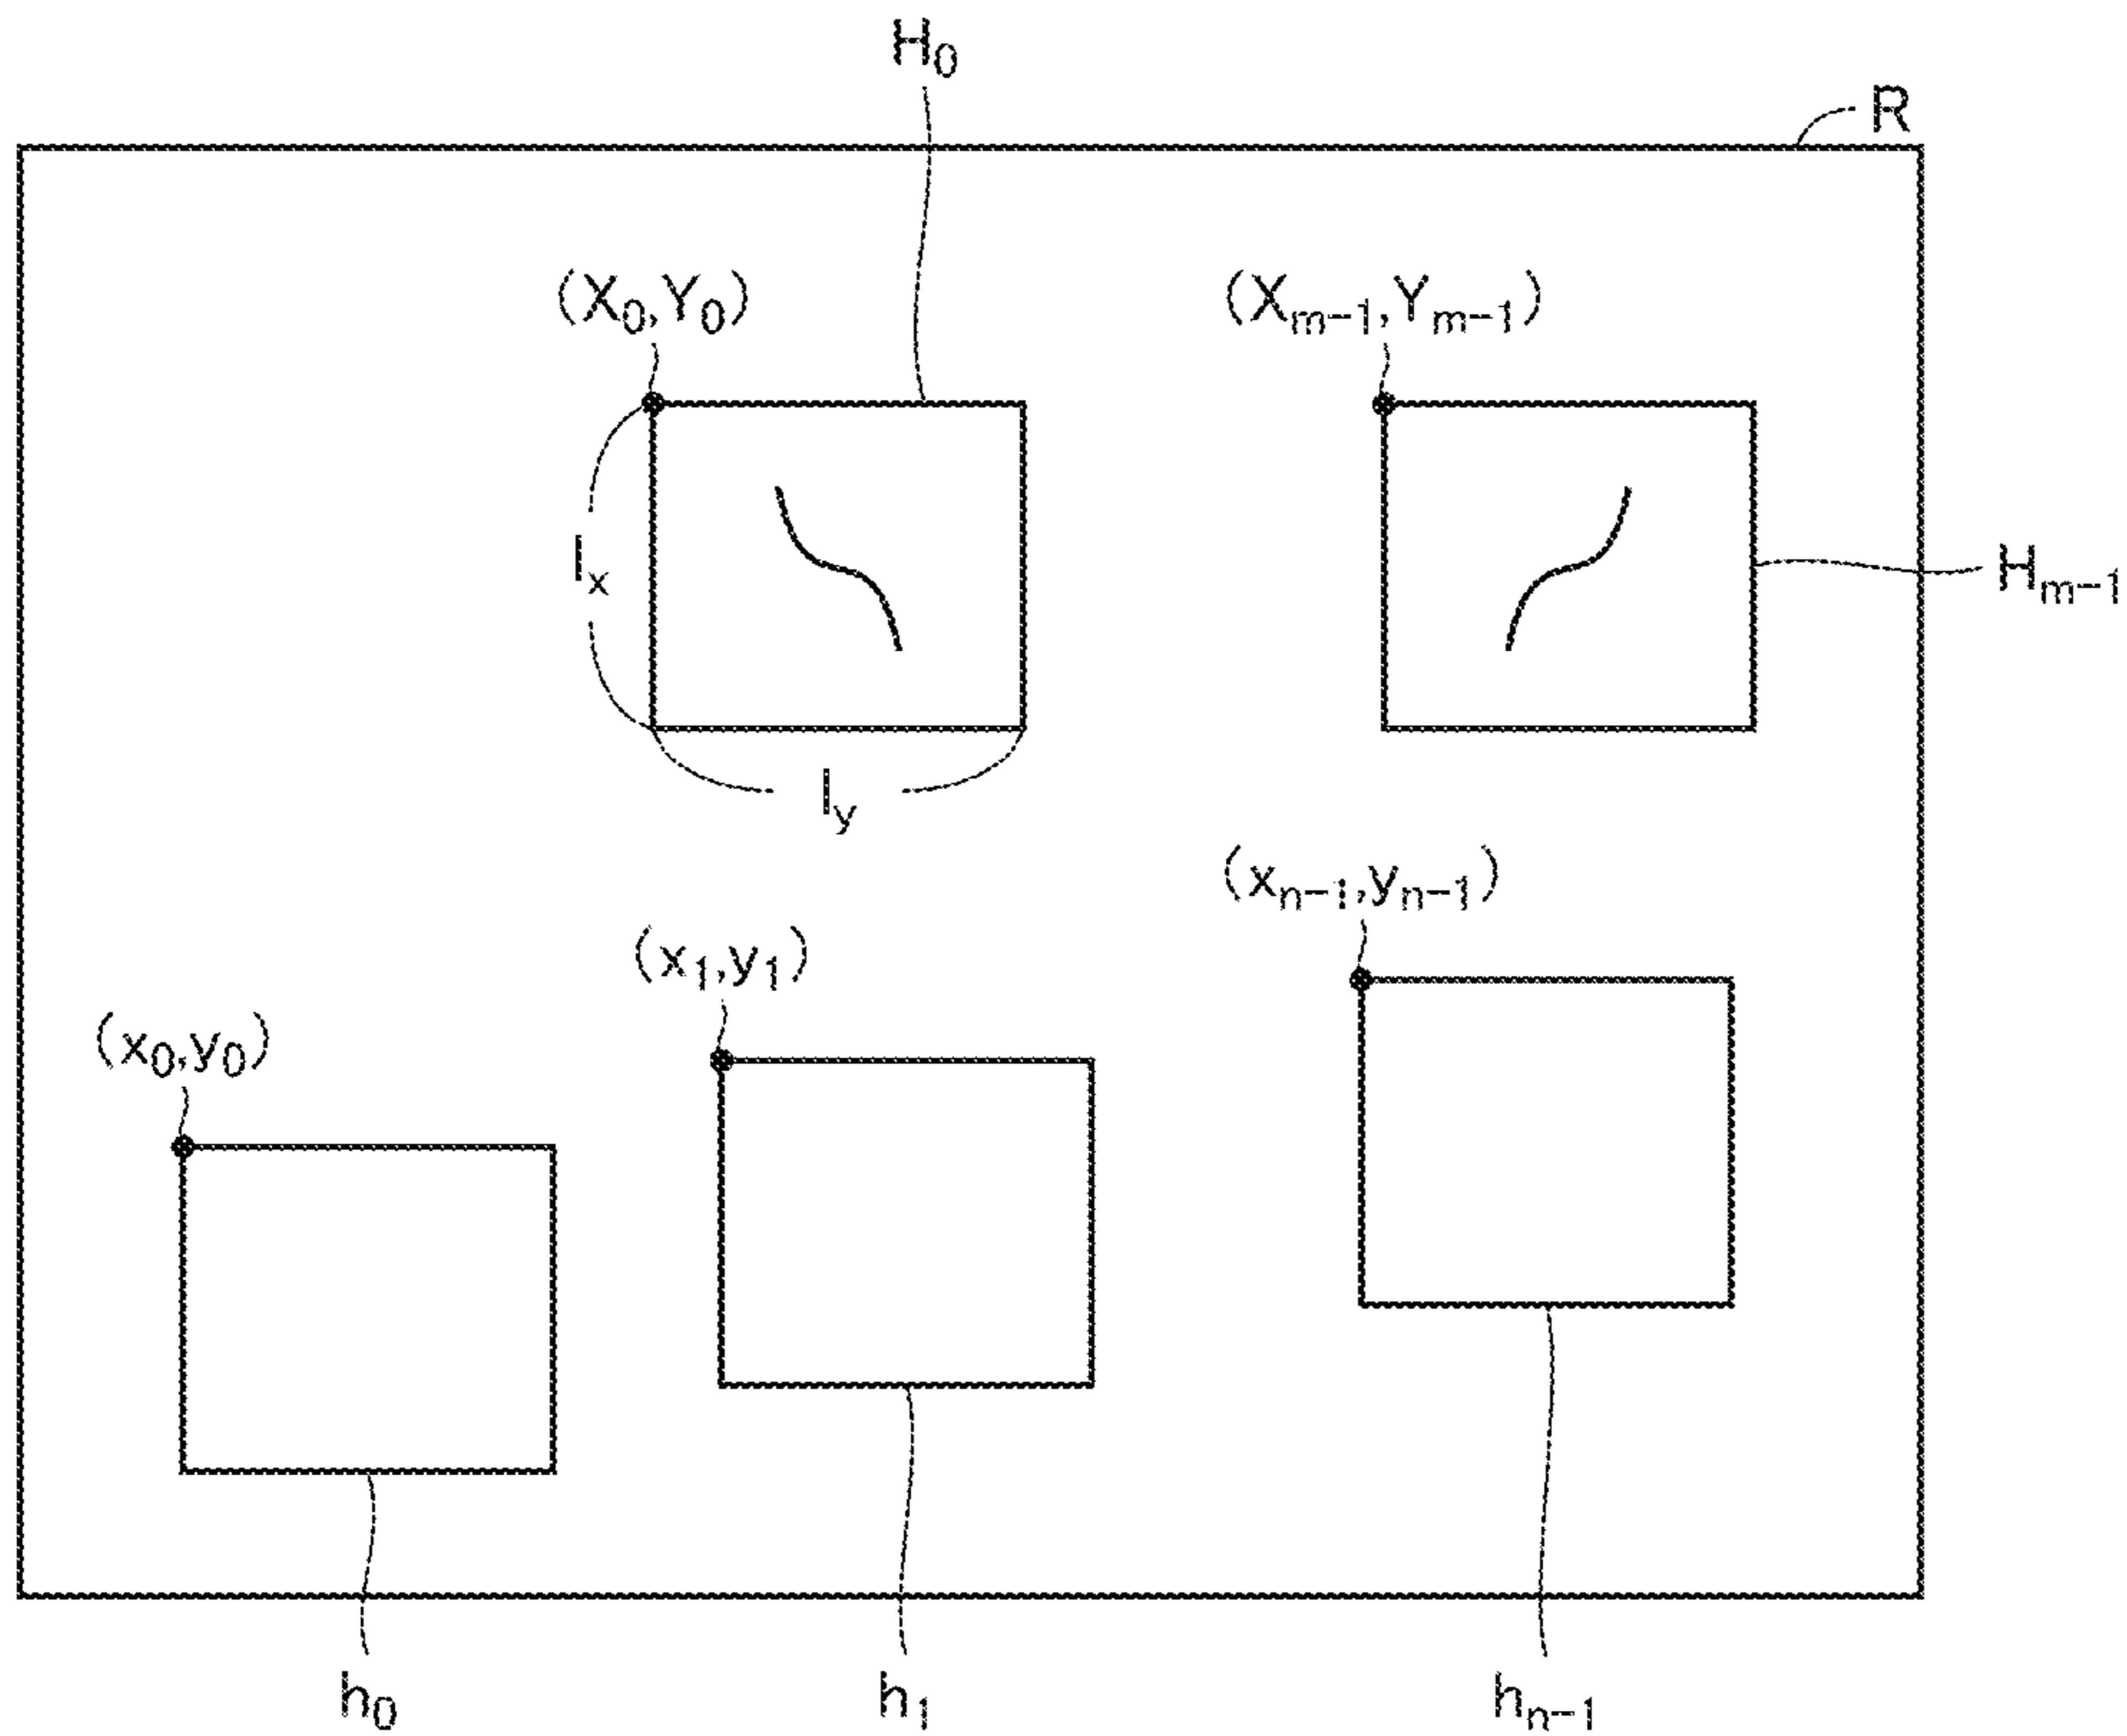 H₀
R
(X₀,Y₀)
(Xₘ₋₁,Yₘ₋₁)
lₓ
Hₘ₋₁
l_y
(xₙ₋₁,yₙ₋₁)
(x₁,y₁)
(x₀,y₀)
h₀
h₁
hₙ₋₁